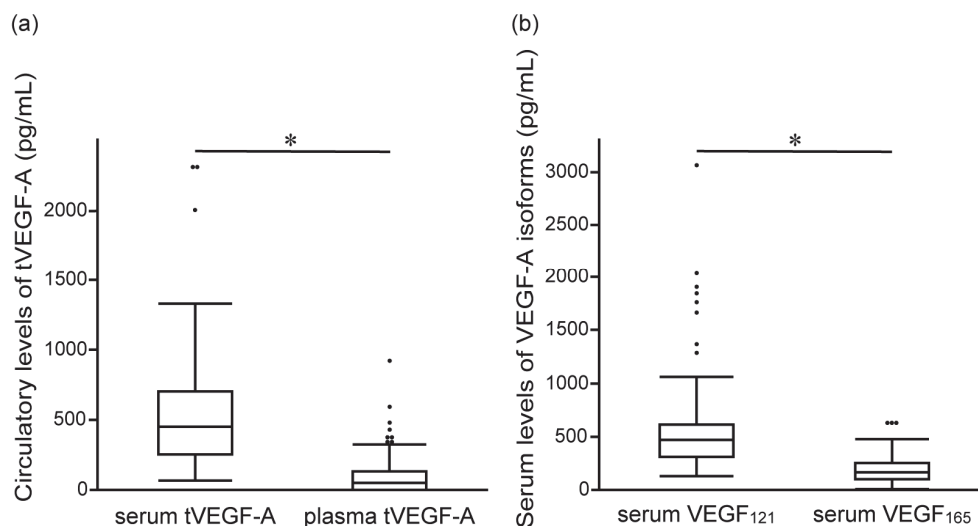 (a)
Circulatory levels of tVEGF-A (pg/mL)
2000
1500
1000
500
0
*
serum tVEGF-A
plasma tVEGF-A
(b)
Serum levels of VEGF-A isoforms (pg/mL)
3000
2500
2000
1500
1000
500
0
*
serum VEGF₁₂₁
serum VEGF₁₆₅